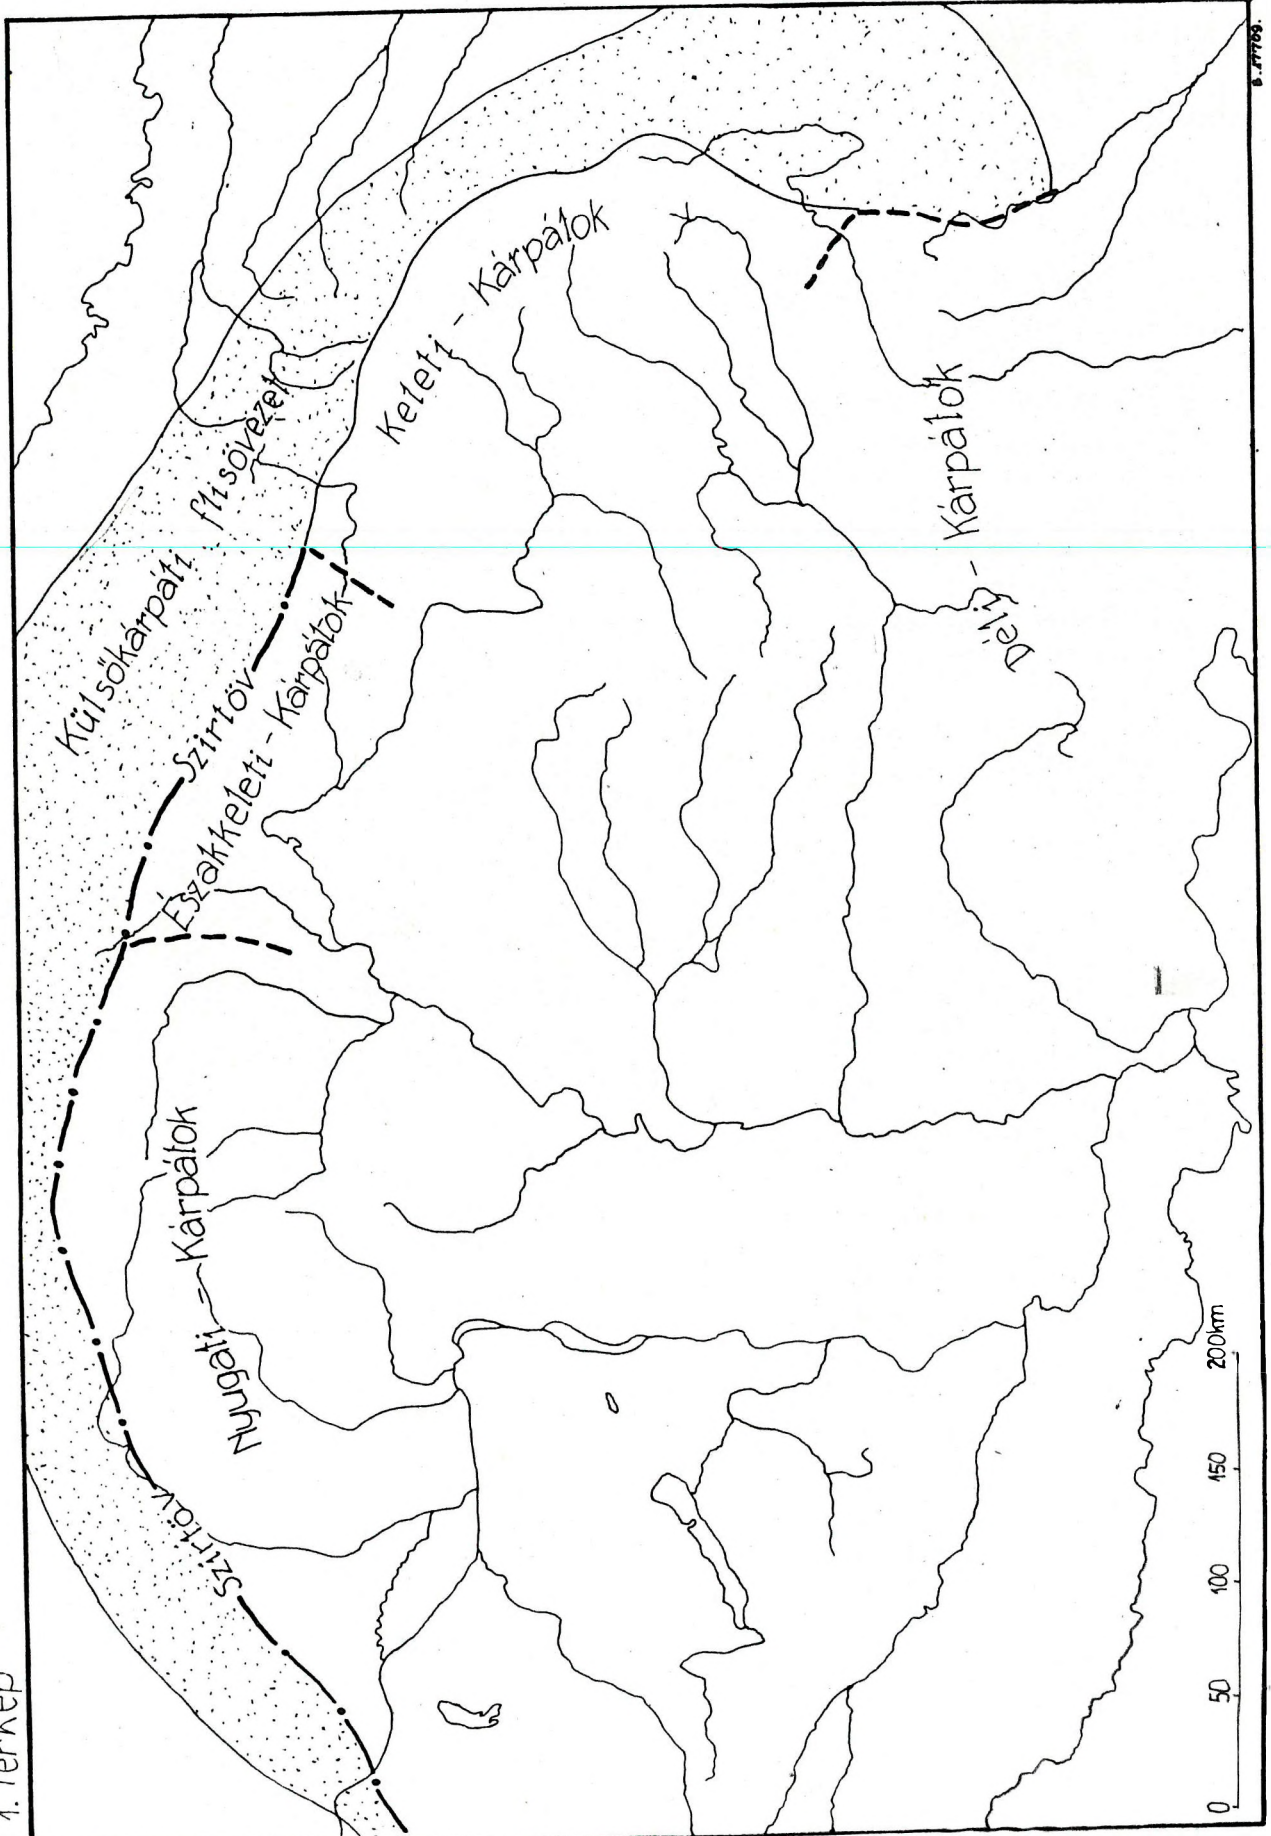 1. Térkép
Külsőkárpáti flisövezet
Szirtöv
Szirtöv
Nyugati – Kárpátok
Északkeleti – Kárpátok
Keleti – Kárpátok
Déli – Kárpátok
0 50 100 150 200km